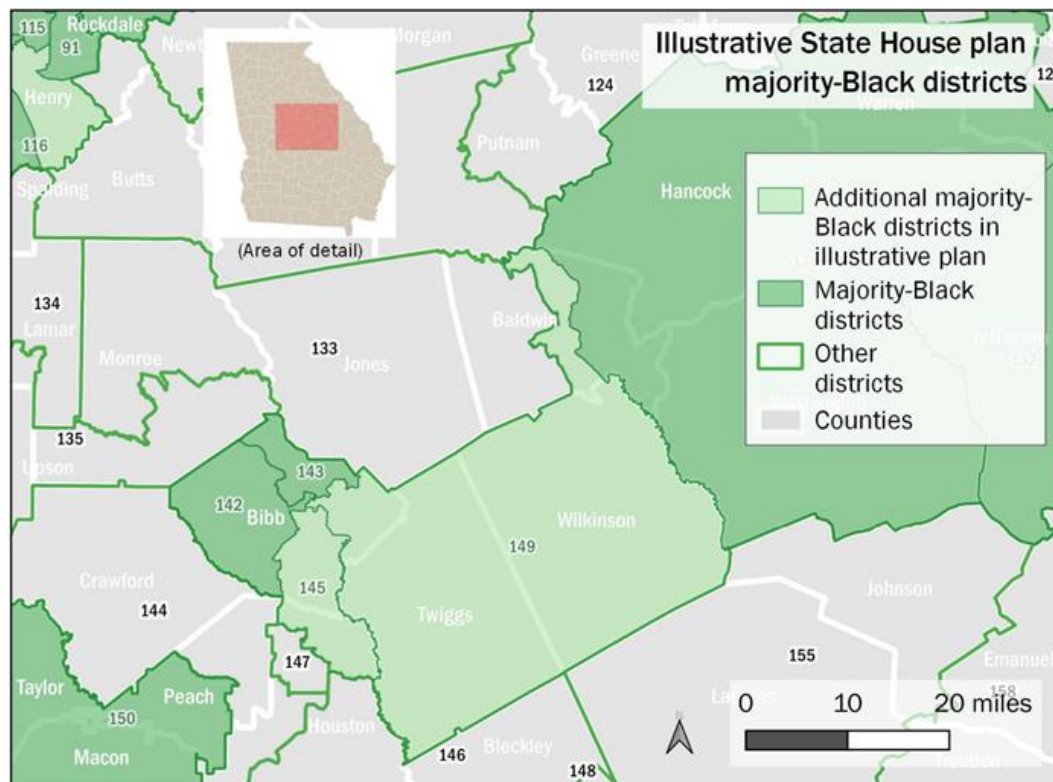 Illustrative State House plan
majority-Black districts
Additional majority-
Black districts in
illustrative plan
Majority-Black
districts
Other
districts
Counties
(Area of detail)
115
Rockdale
91
Morgan
Greene
124
Warren
Henry
116
Spalding
Butts
Putnam
Hancock
134
Lamar
Monroe
133
Jones
Baldwin
Jefferson
135
Upson
143
142
Bibb
Wilkinson
149
145
Crawford
144
Twiggs
Johnson
147
155
Emanuel
158
Taylor
Peach
150
Houston
Macon
146
Bleckley
148
N
0 10 20 miles